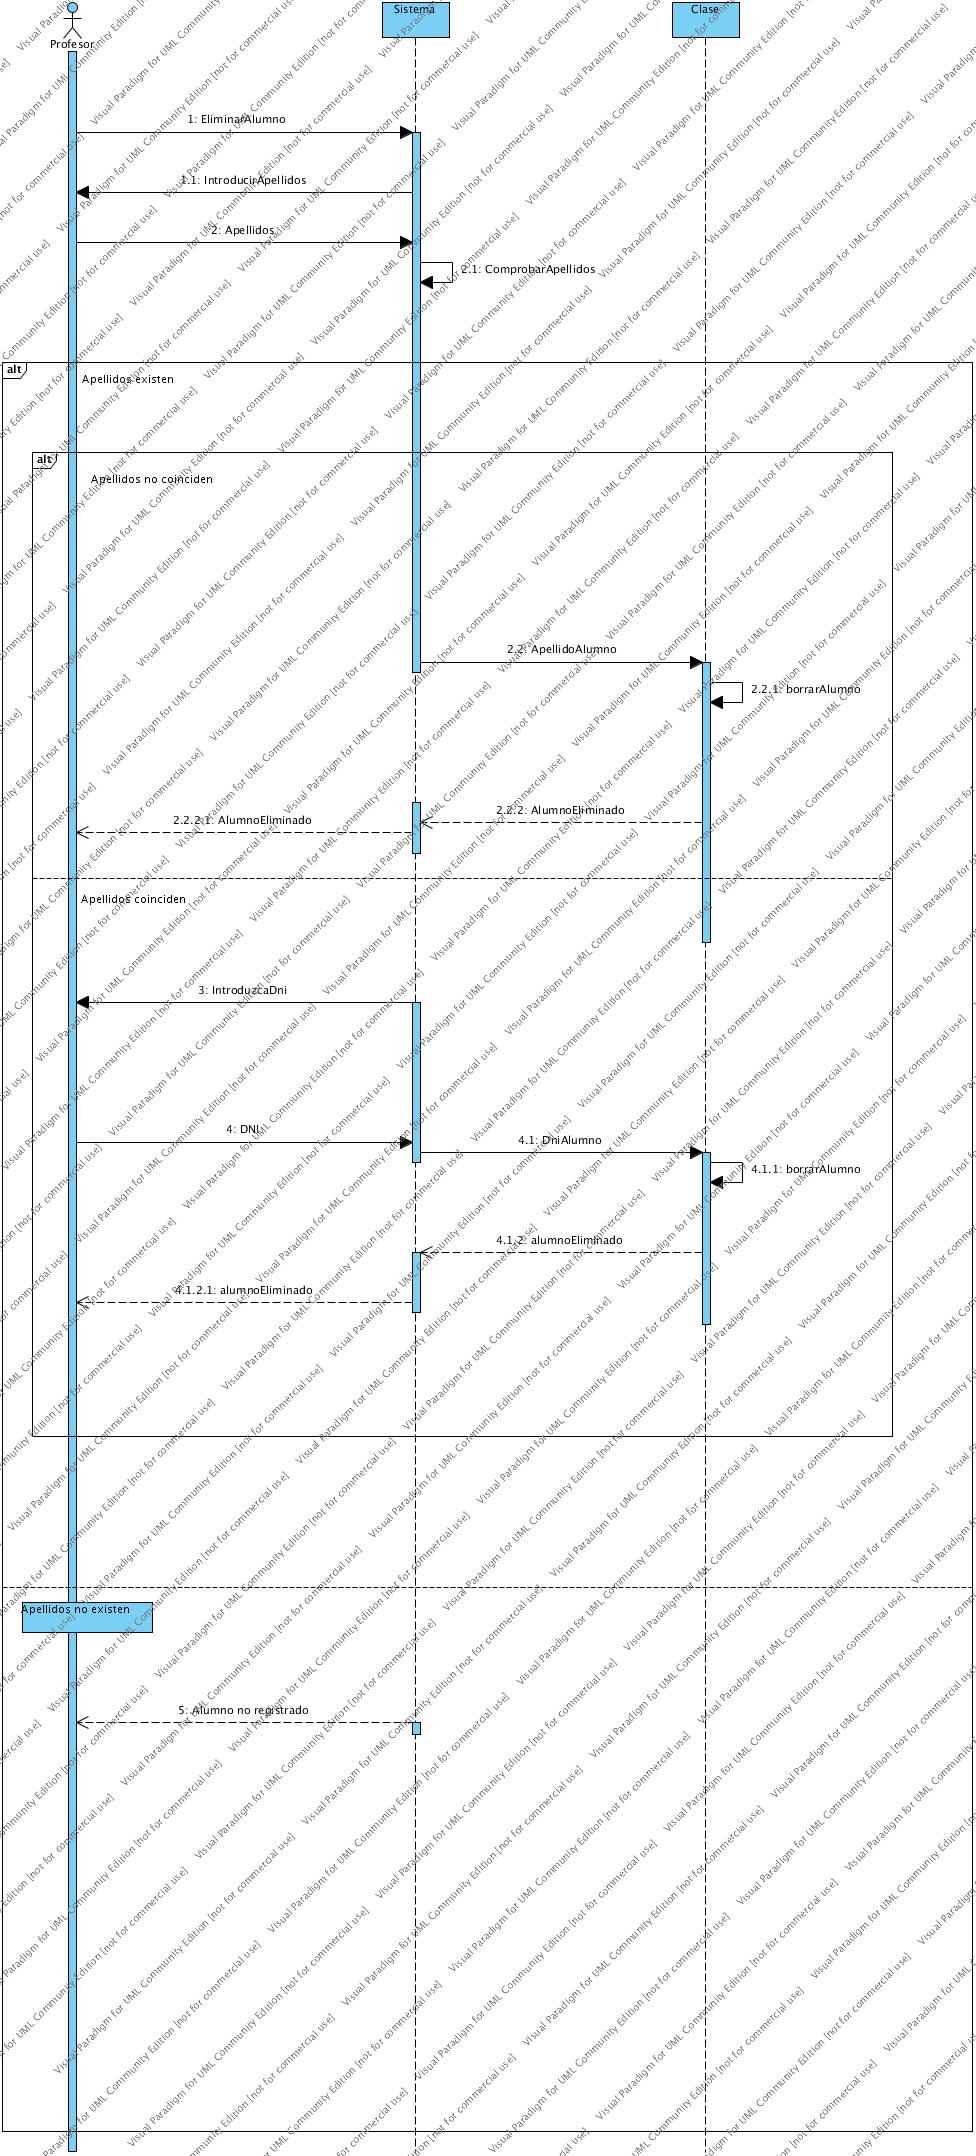 Profesor
Sistema
Clase
1: EliminarAlumno
1.1: IntroducirApellidos
2: Apellidos
2.1: ComprobarApellidos
alt
Apellidos existen
alt
Apellidos no coinciden
2.2: ApellidoAlumno
2.2.1: borrarAlumno
2.2.2: AlumnoEliminado
2.2.2.1: AlumnoEliminado
Apellidos coinciden
3: IntroduzcaDni
4: DNI
4.1: DniAlumno
4.1.1: borrarAlumno
4.1.2: alumnoEliminado
4.1.2.1: alumnoEliminado
Apellidos no existen
5: Alumno no registrado
Visual Paradigm for UML Community Edition [not for commercial use]